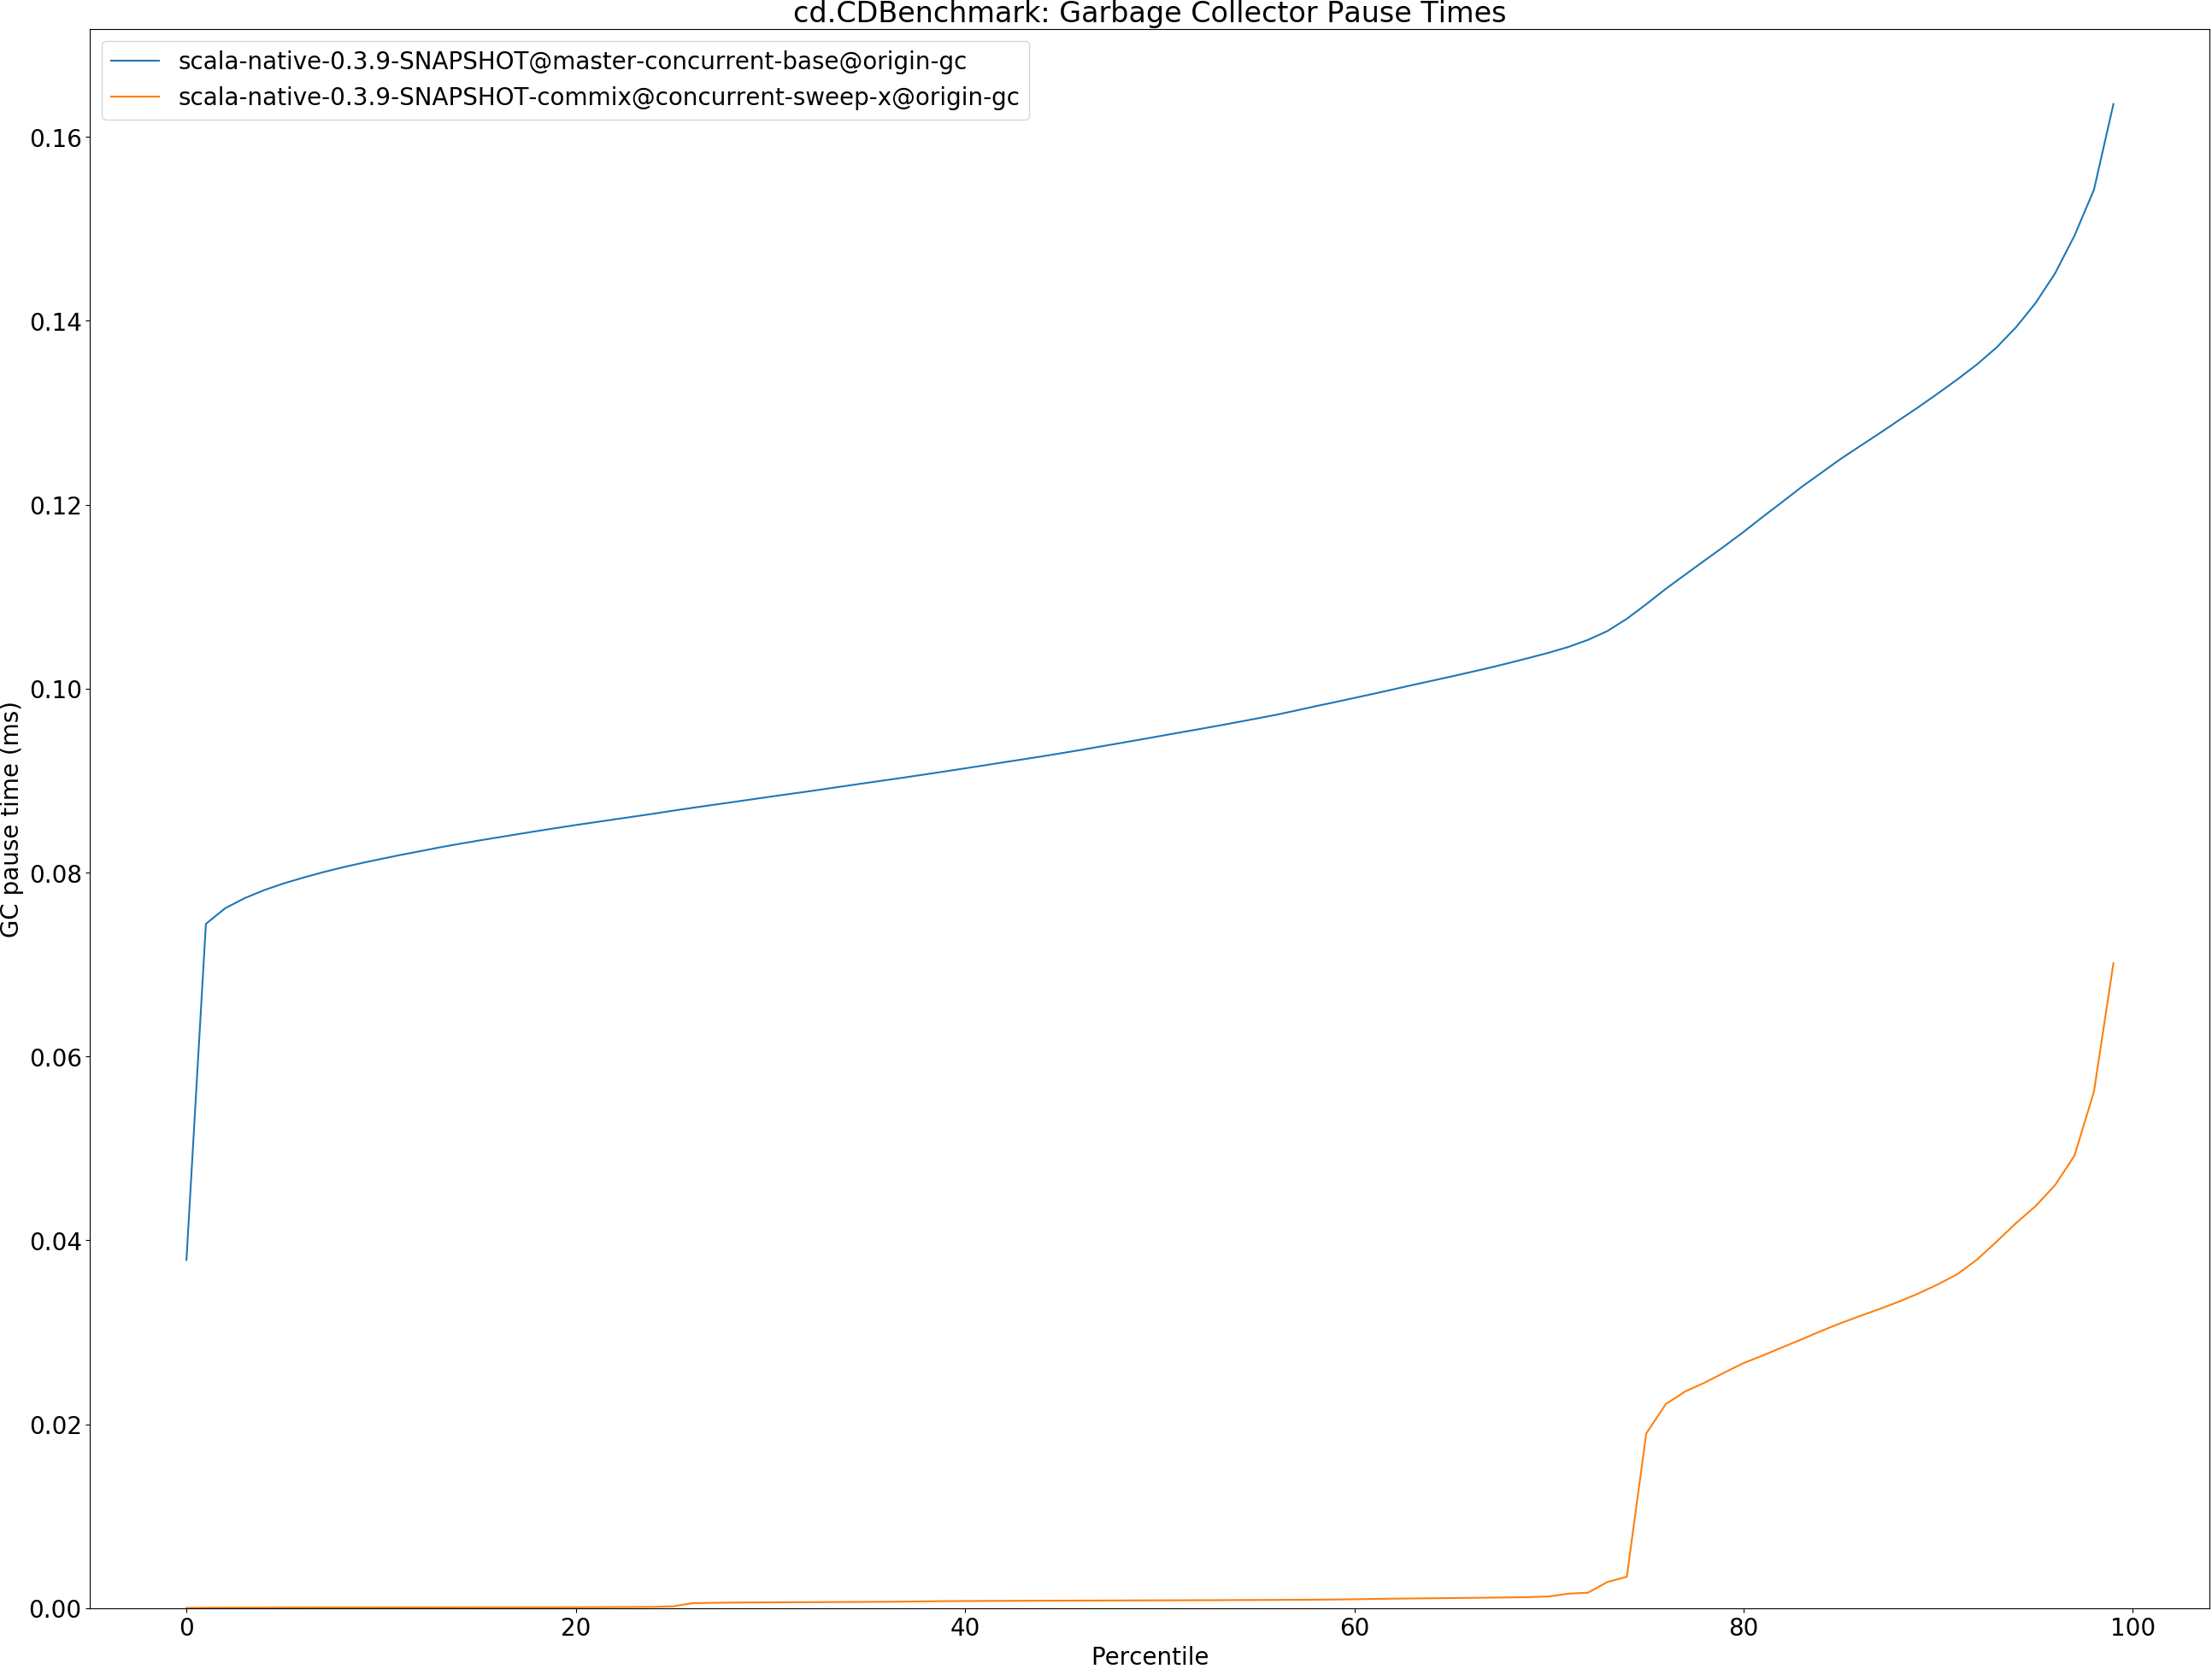 cd.CDBenchmark: Garbage Collector Pause Times
scala-native-0.3.9-SNAPSHOT@master-concurrent-base@origin-gc
scala-native-0.3.9-SNAPSHOT-commix@concurrent-sweep-x@origin-gc
0.16
0.14
0.12
0.10
0.08
0.06
0.04
0.02
0.00
GC pause time (ms)
0 20 40 60 80 100
Percentile